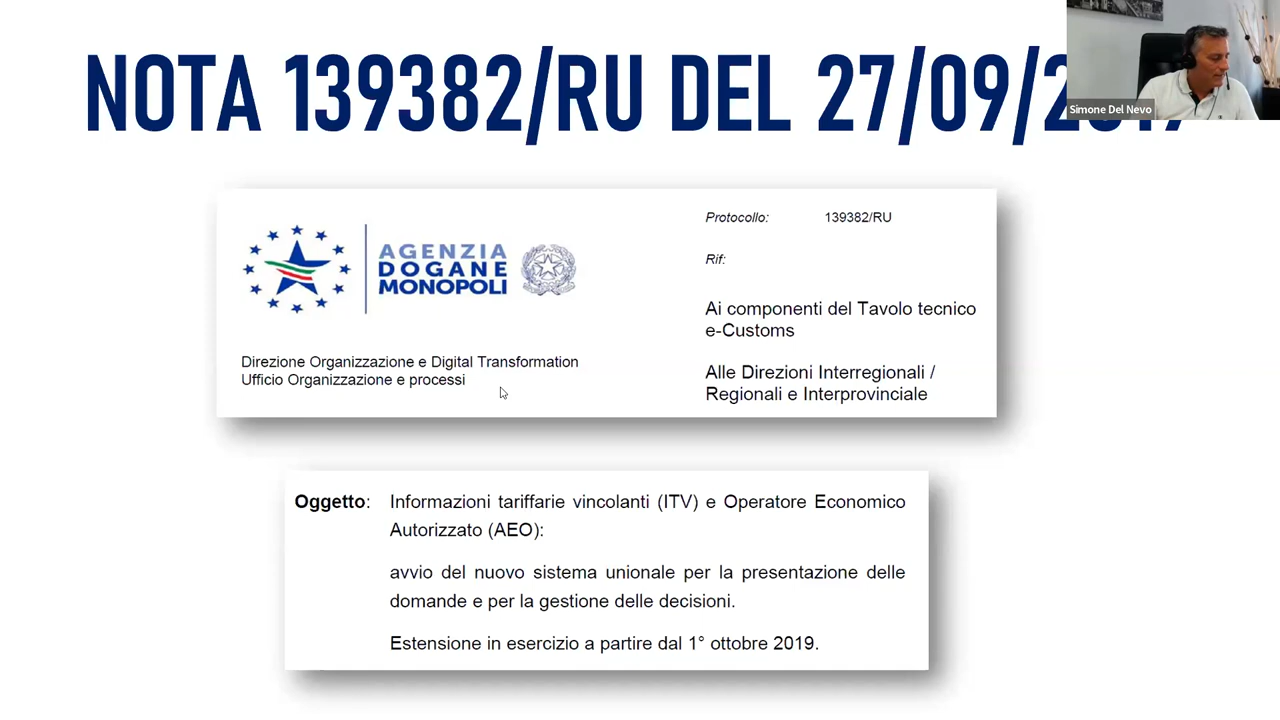 NOTA 139382/RU DEL 27/09/2
Simone Del Nevo
AGENZIA
DOGANE
MONOPOLI
Protocollo: 139382/RU
Rif:
Ai componenti del Tavolo tecnico
e-Customs
Direzione Organizzazione e Digital Transformation
Ufficio Organizzazione e processi
Alle Direzioni Interregionali /
Regionali e Interprovinciale
Oggetto: Informazioni tariffarie vincolanti (ITV) e Operatore Economico
Autorizzato (AEO):
avvio del nuovo sistema unionale per la presentazione delle
domande e per la gestione delle decisioni.
Estensione in esercizio a partire dal 1° ottobre 2019.